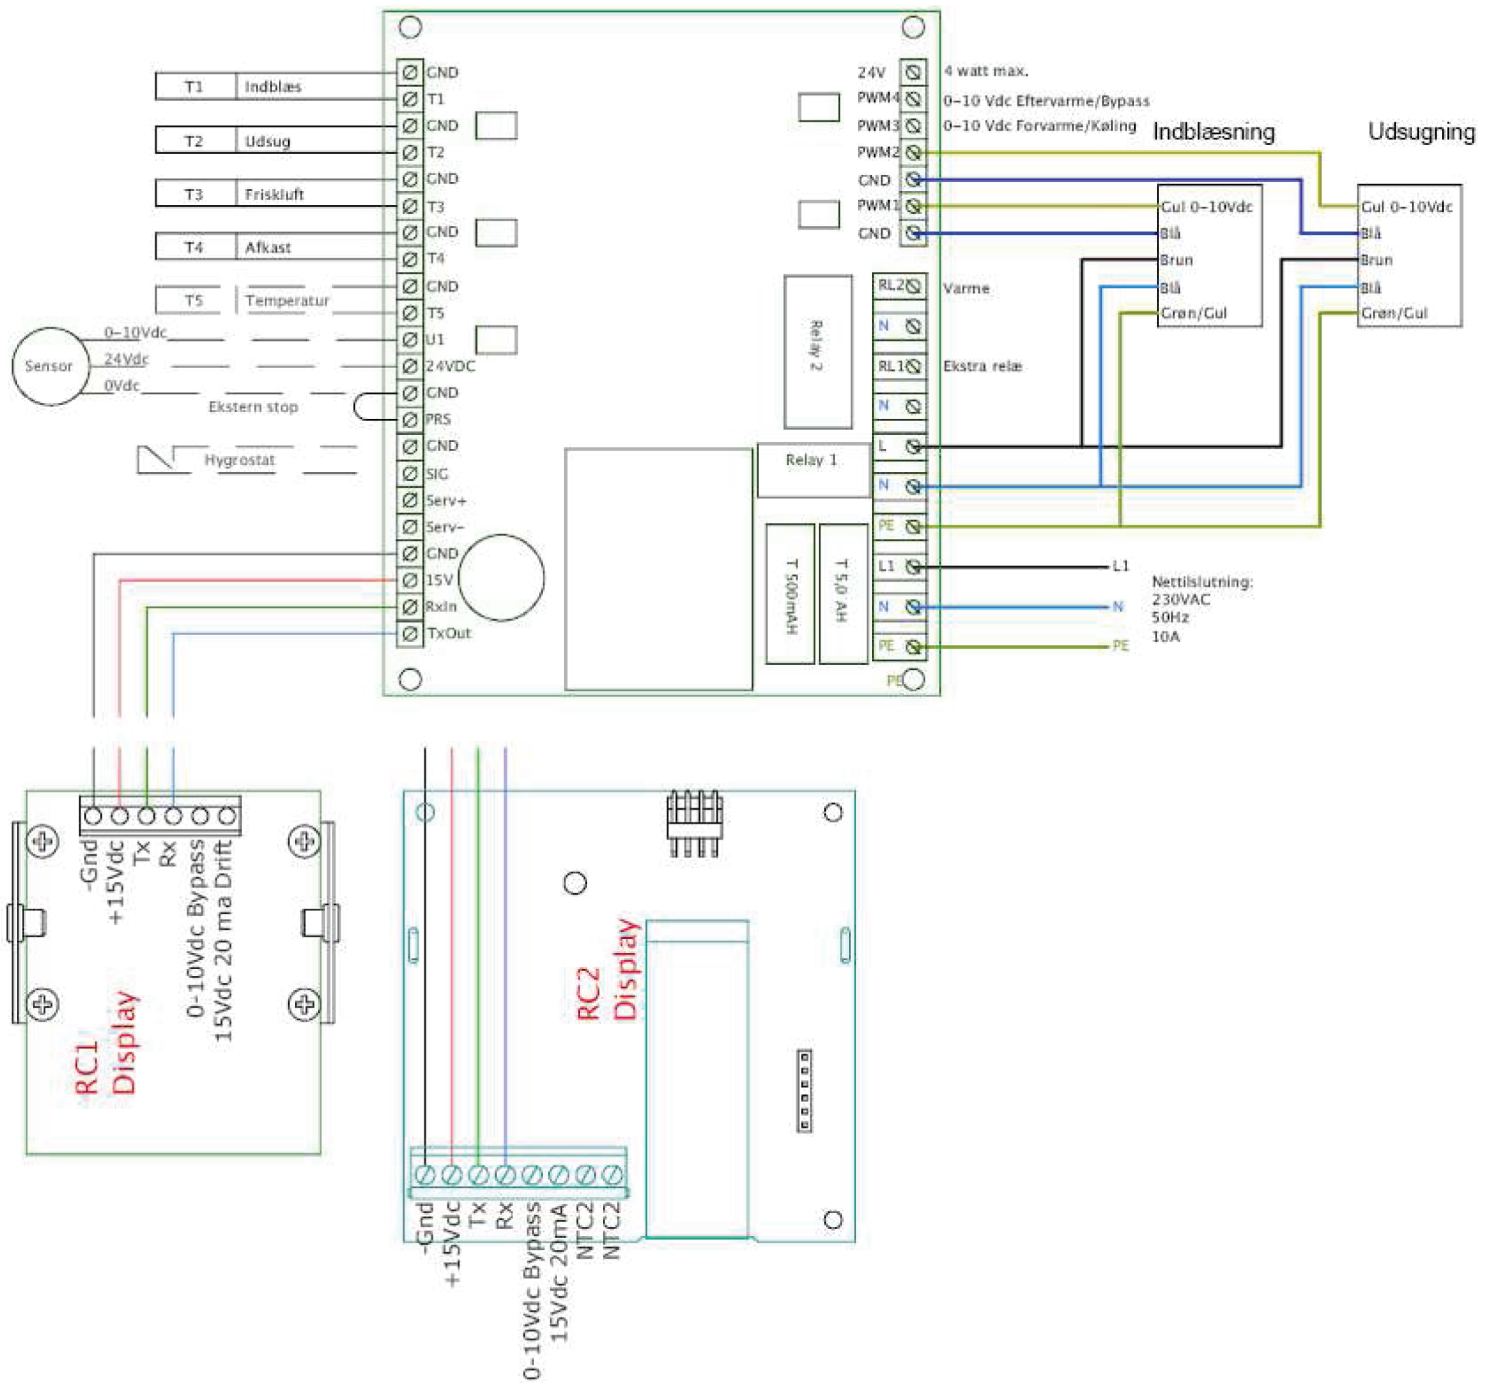 T1 Indblæs
T2 Udsug
T3 Friskluft
T4 Afkast
T5 Temperatur
Sensor
0-10Vdc
24Vdc
0Vdc
Ekstern stop
Hygrostat
GND
T1
GND
T2
GND
T3
GND
T4
GND
T5
U1
24VDC
GND
PRS
GND
SIG
Serv+
Serv-
GND
15V
RxIn
TxOut
24V 4 watt max.
PWM4 0-10 Vdc Eftervarme/Bypass
PWM3 0-10 Vdc Forvarme/Køling
PWM2
GND
PWM1
GND
RL2 Varme
N
RL1 Ekstra relæ
N
L
N
PE
L1
N
PE
PE
Relay 2
Relay 1
T 500mAH
T 5,0 AH
Indblæsning
Gul 0-10Vdc
Blå
Brun
Blå
Grøn/Gul
Udsugning
Gul 0-10Vdc
Blå
Brun
Blå
Grøn/Gul
L1
N
PE
Nettilslutning:
230VAC
50Hz
10A
-Gnd
+15Vdc
Tx
Rx
0-10Vdc Bypass
15Vdc 20 ma Drift
RC1
Display
RC2
Display
-Gnd
+15Vdc
Tx
Rx
0-10Vdc Bypass
15Vdc 20mA
NTC2
NTC2